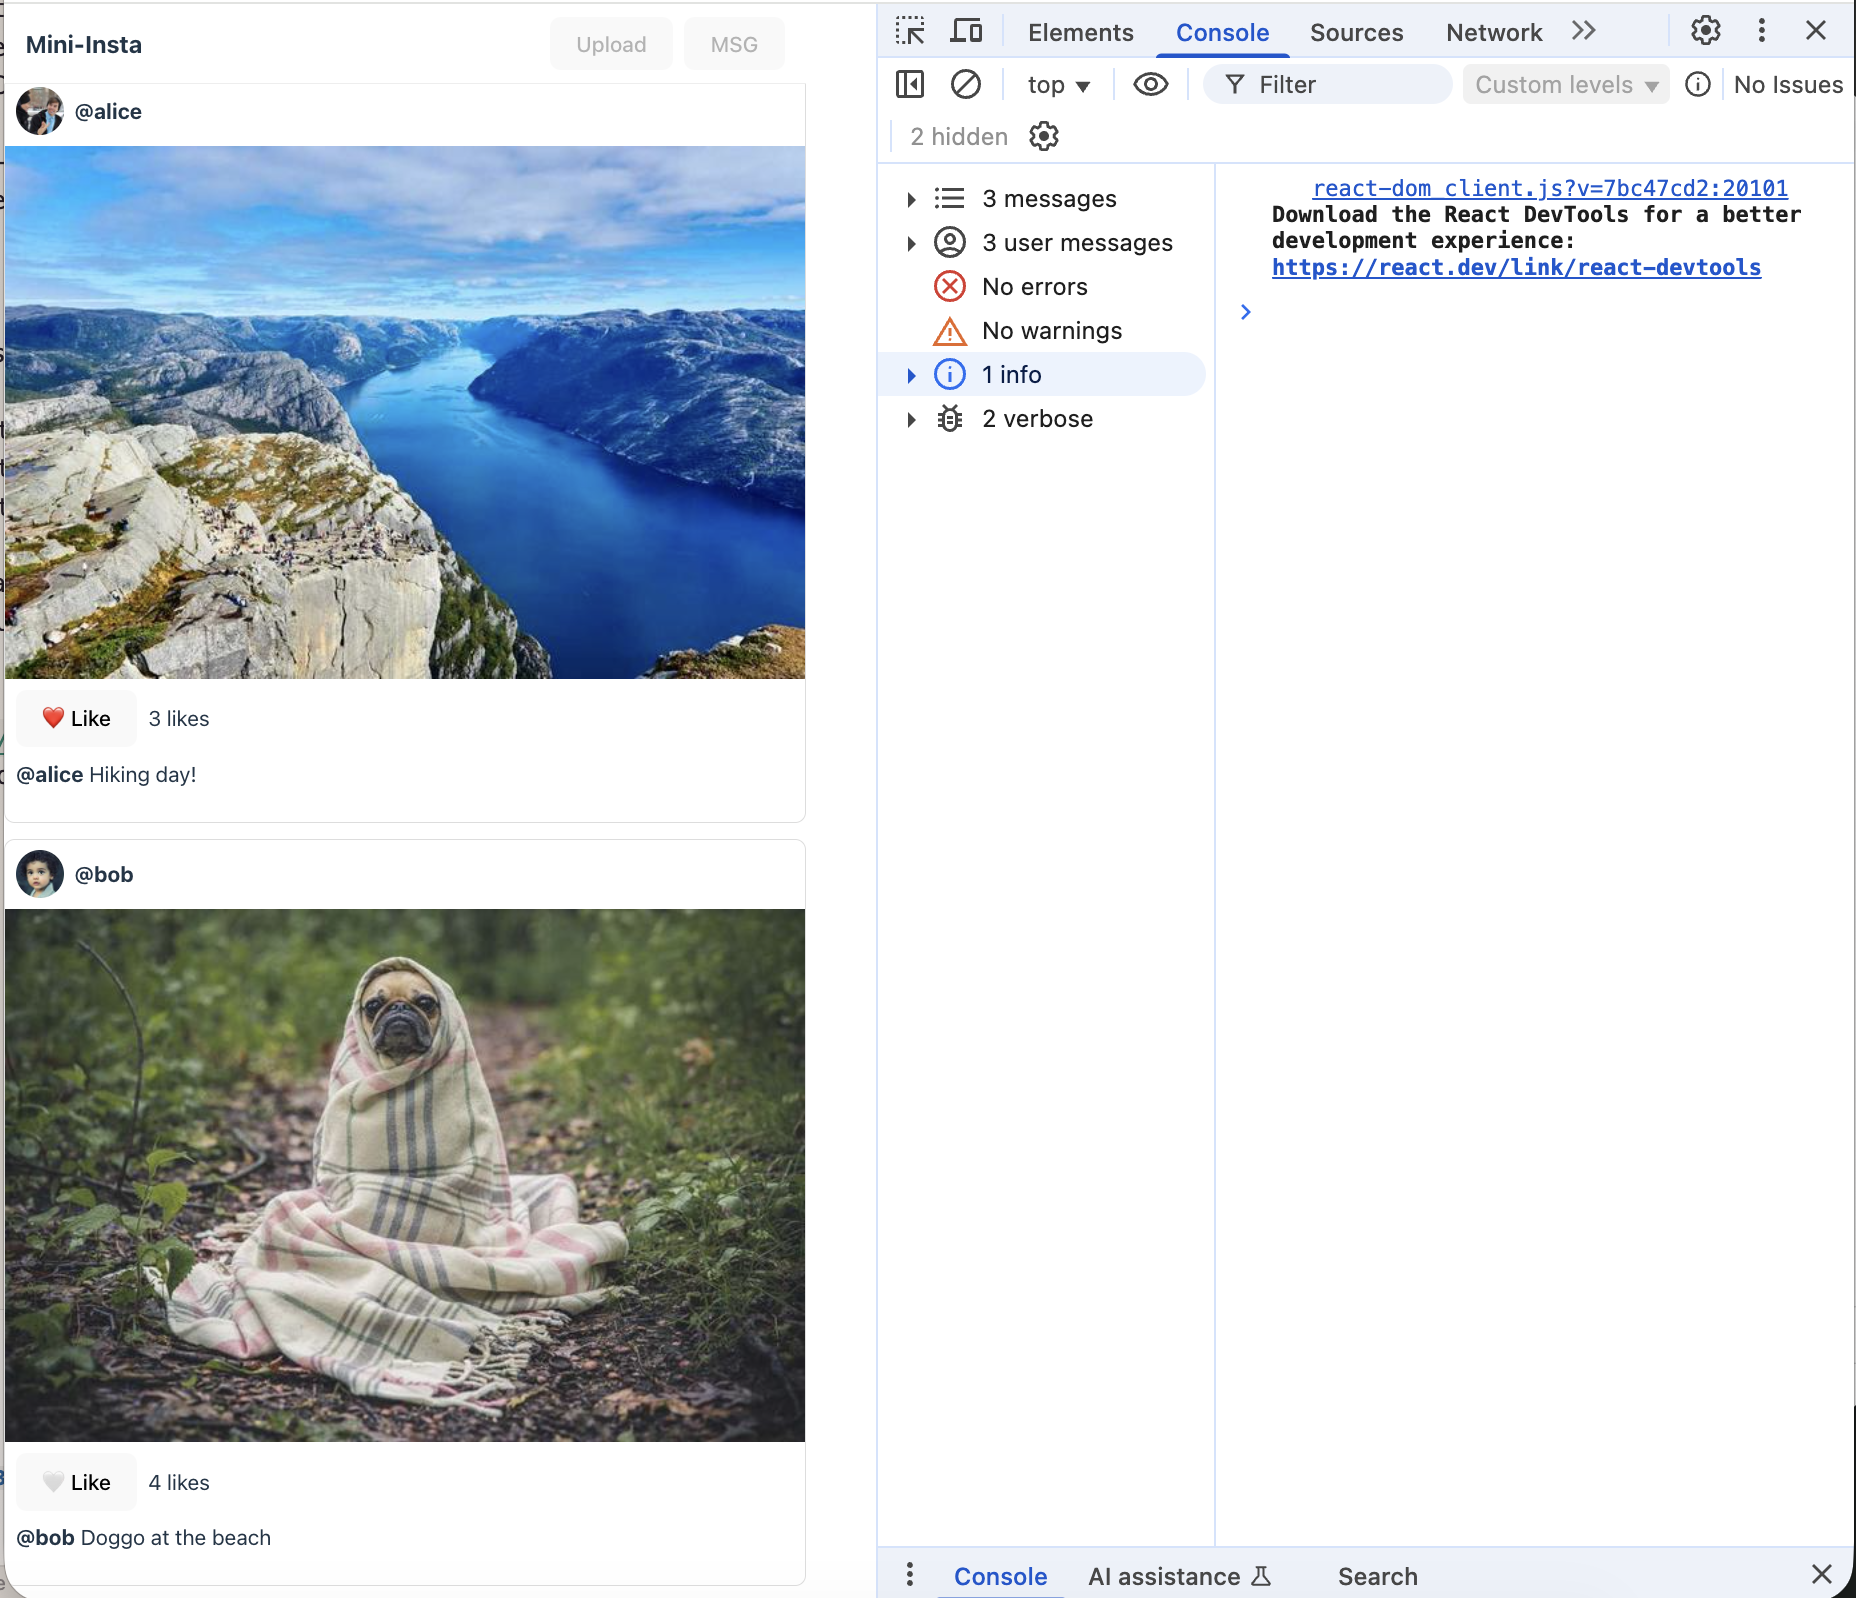 Mini-Insta
Upload
MSG
@alice
❤️ Like
3 likes
@alice Hiking day!
@bob
🤍 Like
4 likes
@bob Doggo at the beach
Elements
Console
Sources
Network
top
Filter
Custom levels
No Issues
2 hidden
3 messages
3 user messages
No errors
No warnings
1 info
2 verbose
react-dom_client.js?v=7bc47cd2:20101
Download the React DevTools for a better
development experience:
https://react.dev/link/react-devtools
Console
AI assistance
Search